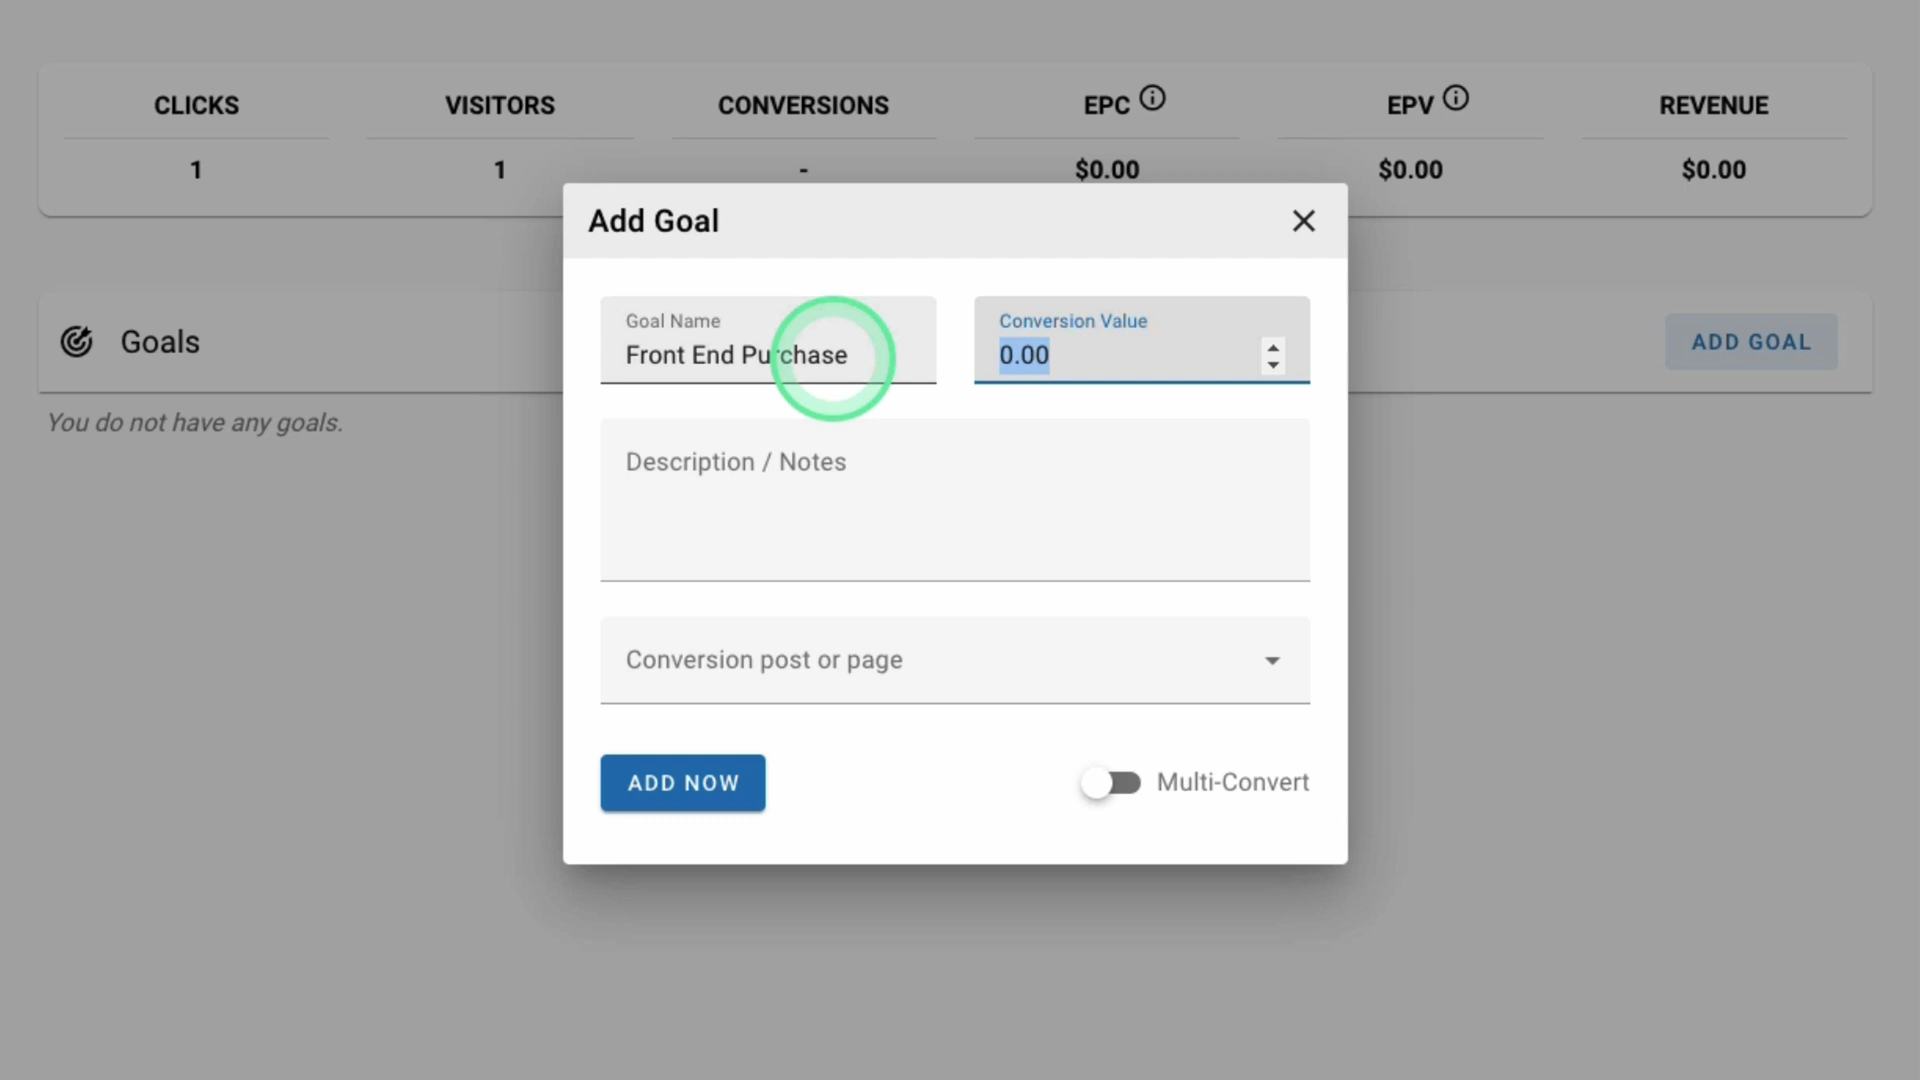 CLICKS VISITORS CONVERSIONS EPC EPV REVENUE
1 1 - $0.00 $0.00 $0.00
Add Goal
Goal Name Conversion Value
Front End Purchase 0.00
Goals ADD GOAL
You do not have any goals.
Description / Notes
Conversion post or page
ADD NOW Multi-Convert